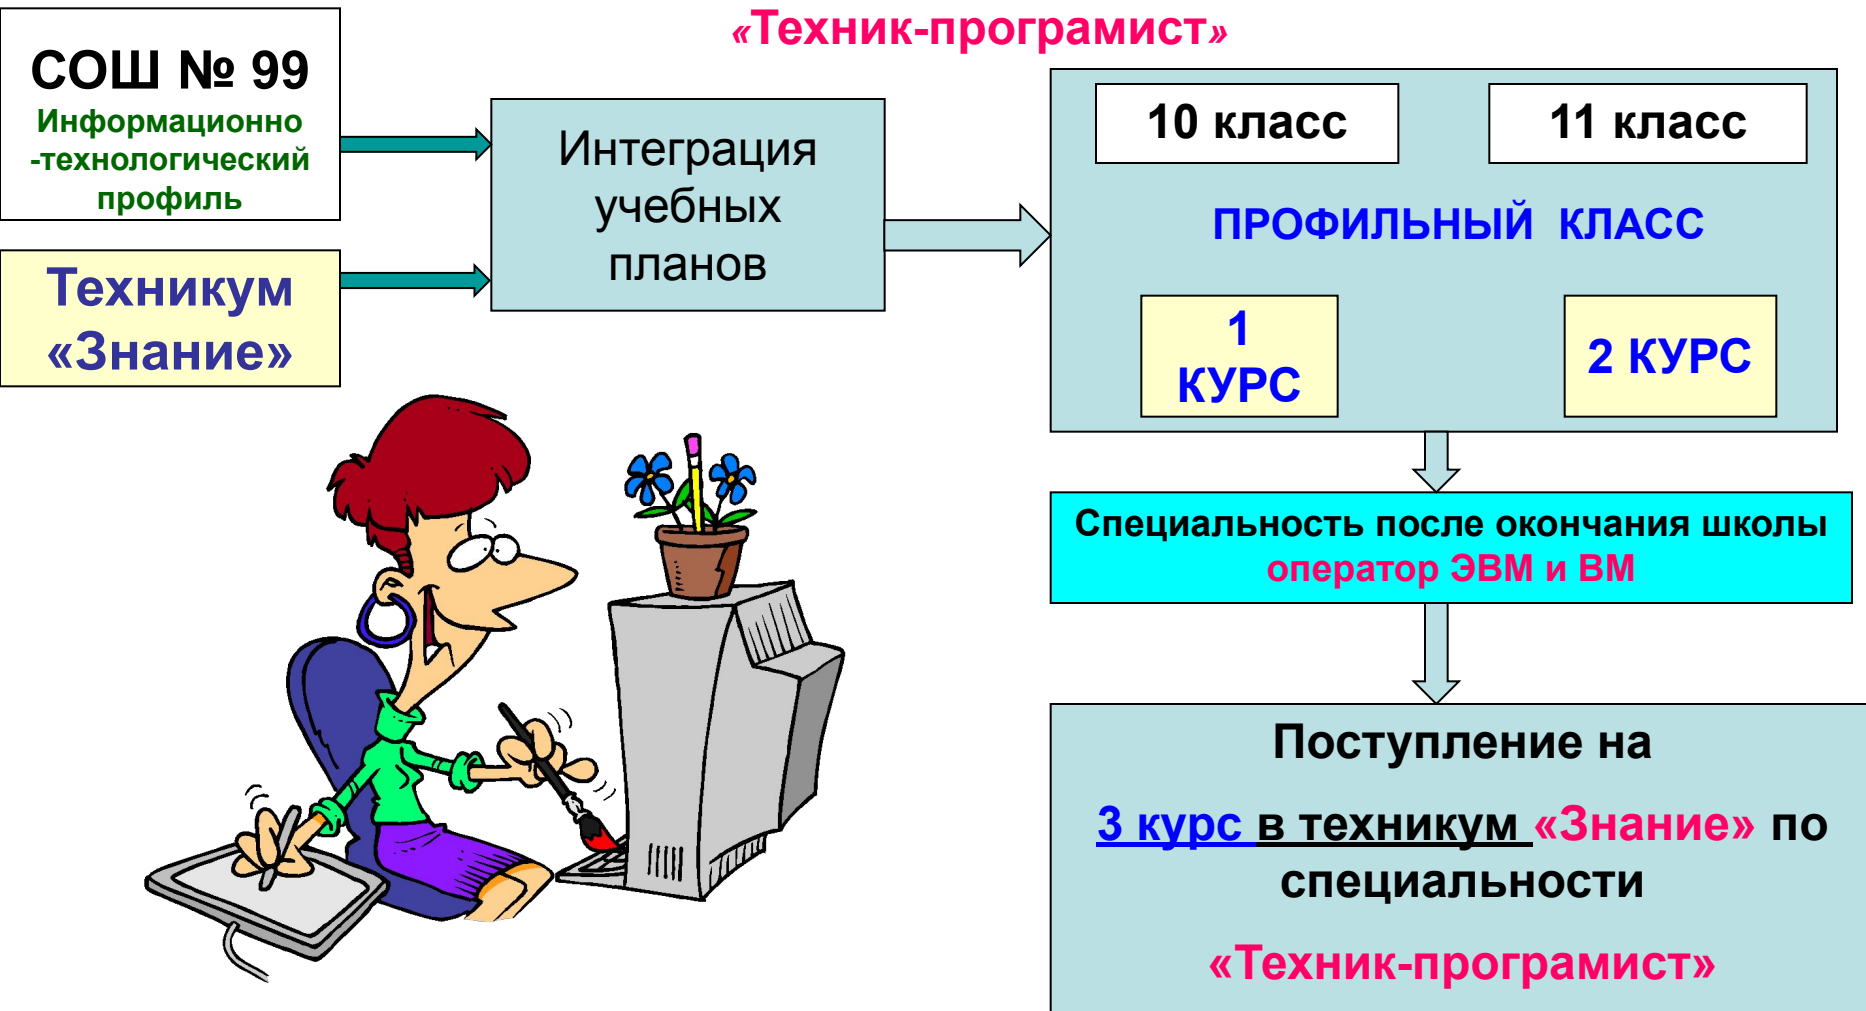 «Техник-програмист»
СОШ № 99
Информационно
-технологический
профиль
Техникум
«Знание»
Интеграция
учебных
планов
10 класс
11 класс
ПРОФИЛЬНЫЙ КЛАСС
1
КУРС
2 КУРС
Специальность после окончания школы
оператор ЭВМ и ВМ
Поступление на
3 курс в техникум «Знание» по
специальности
«Техник-програмист»